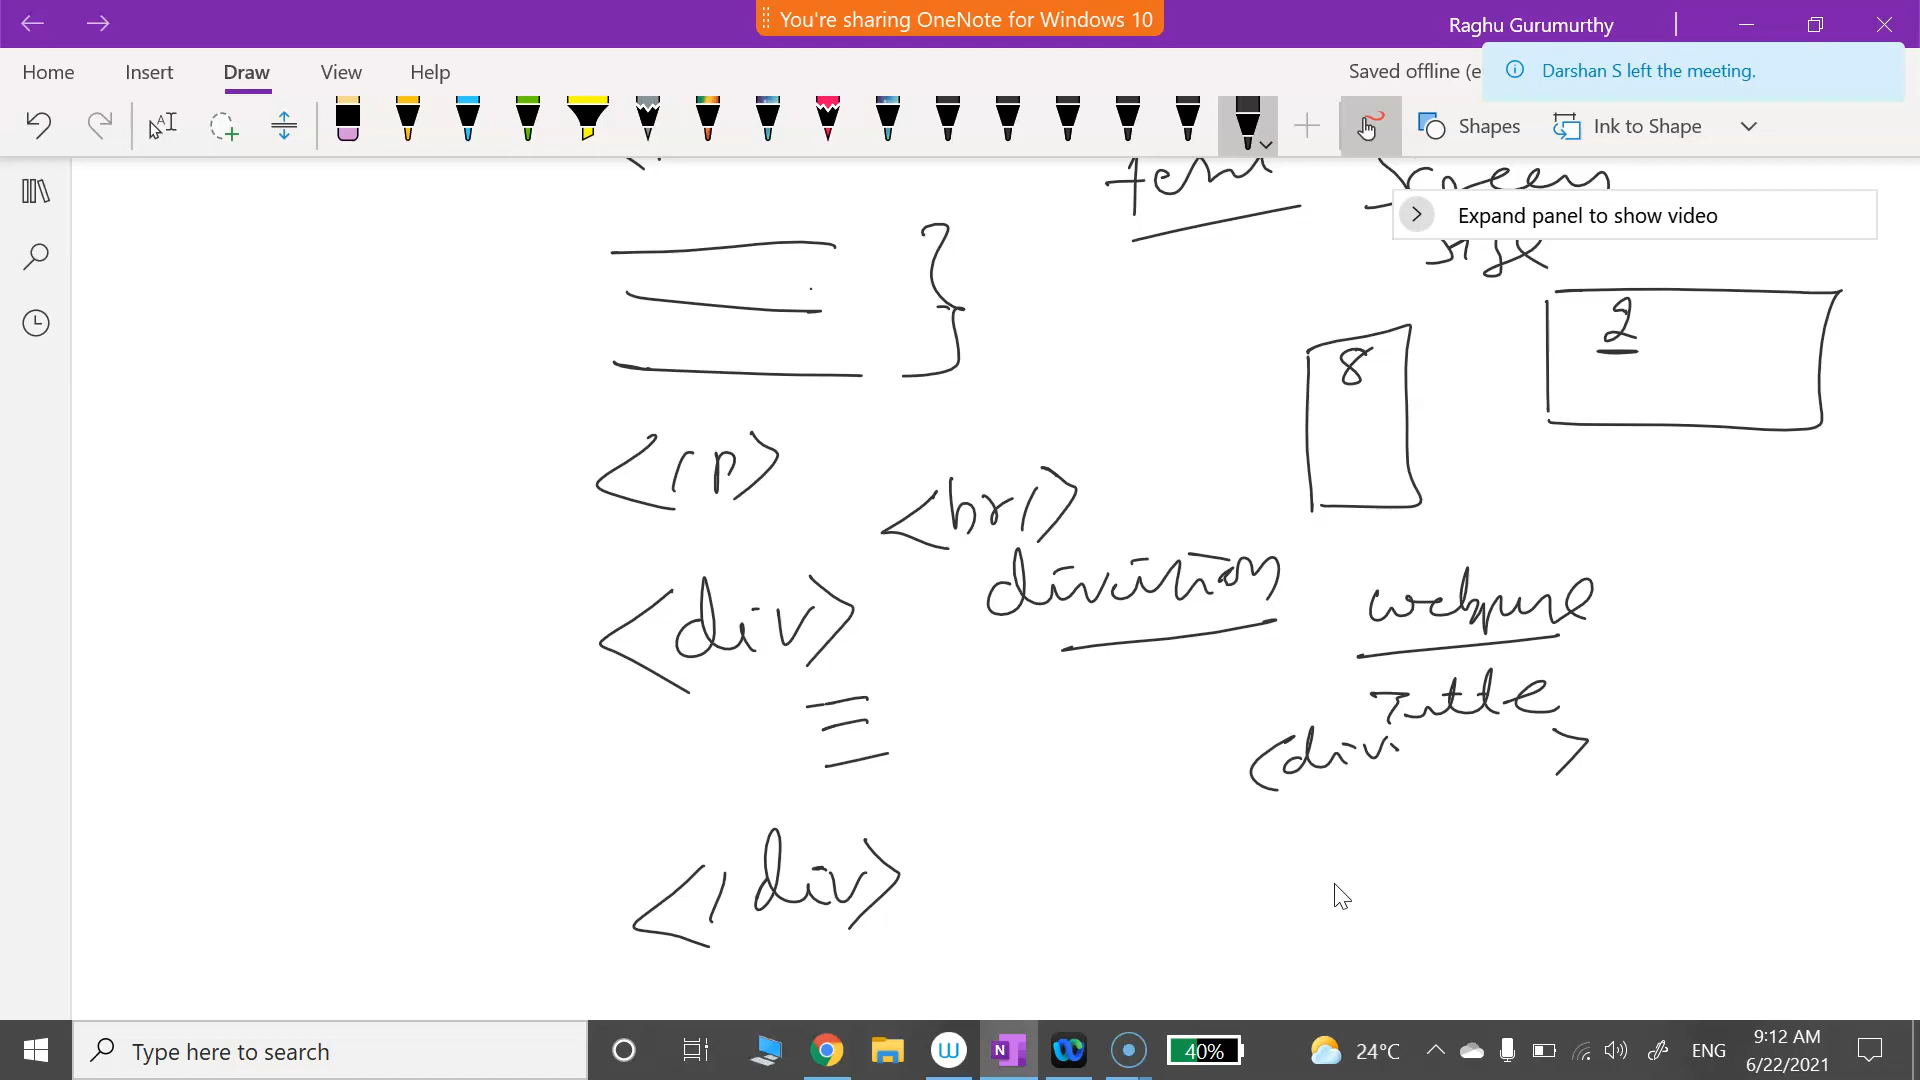 You're sharing OneNote for Windows 10
Raghu Gurumurthy
Home Insert Draw View Help
Saved offline (e
Darshan S left the meeting.
Shapes
Ink to Shape
Expand panel to show video
size
8
2
</p>
<br/>
<div>
division
title
<div >
</div>
Type here to search
40%
24°C
ENG
9:12 AM
6/22/2021